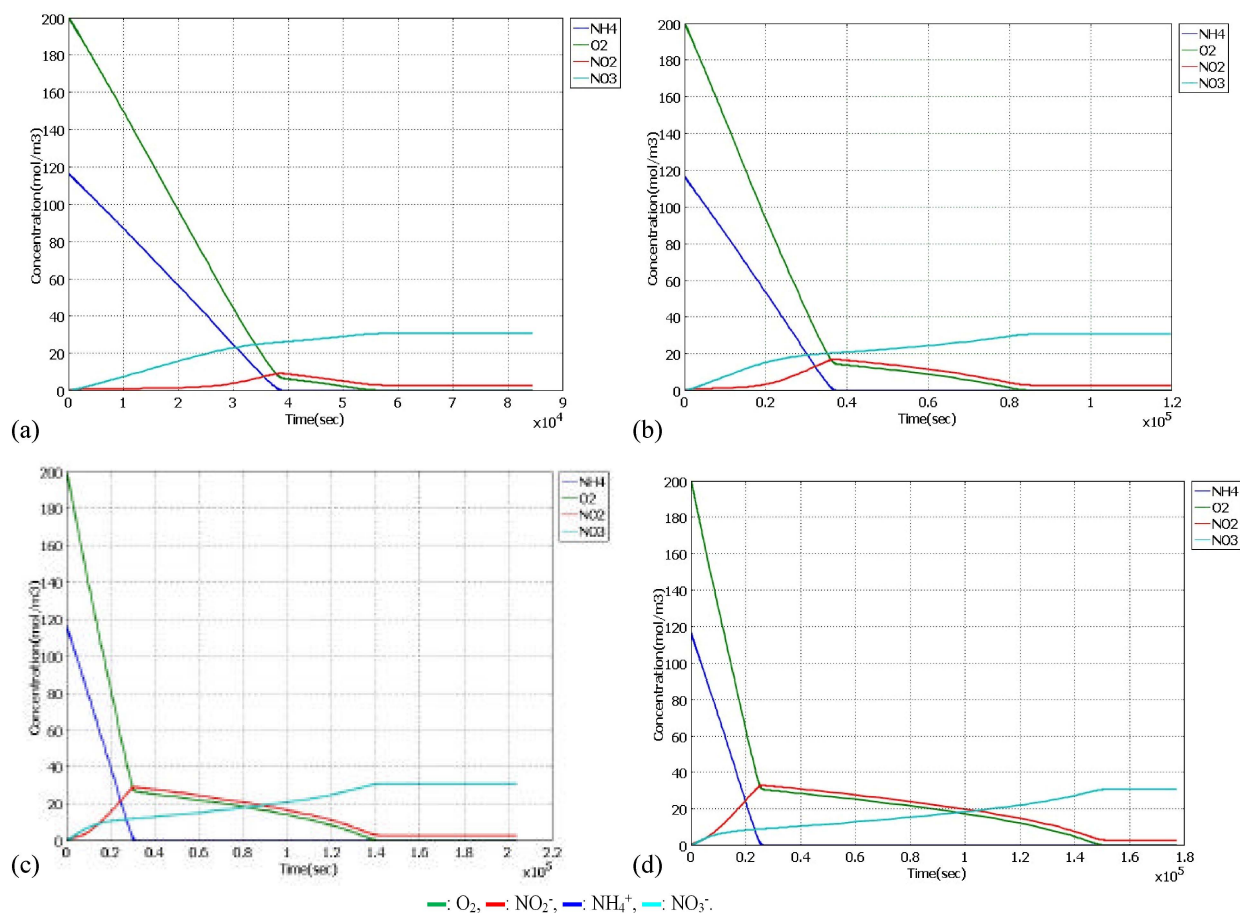 200
180
160
140
120
100
80
60
40
20
0
Concentration(mol/m3)
0 1 2 3 4 5 6 7 8 9
Time(sec)
x10^4
NH4
O2
NO2
NO3
(a)
200
180
160
140
120
100
80
60
40
20
0
Concentration(mol/m3)
0 0.2 0.4 0.6 0.8 1 1.2
Time(sec)
x10^5
NH4
O2
NO2
NO3
(b)
200
180
160
140
120
100
80
60
40
20
0
Concentration(mol/m3)
0 0.2 0.4 0.6 0.8 1 1.2 1.4 1.6 1.8 2 2.2
Time(sec)
x10^5
NH4
O2
NO2
NO3
(c)
200
180
160
140
120
100
80
60
40
20
0
Concentration(mol/m3)
0 0.2 0.4 0.6 0.8 1 1.2 1.4 1.6 1.8
Time(sec)
x10^5
NH4
O2
NO2
NO3
(d)
: O₂, : NO₂⁻, : NH₄⁺, : NO₃⁻.